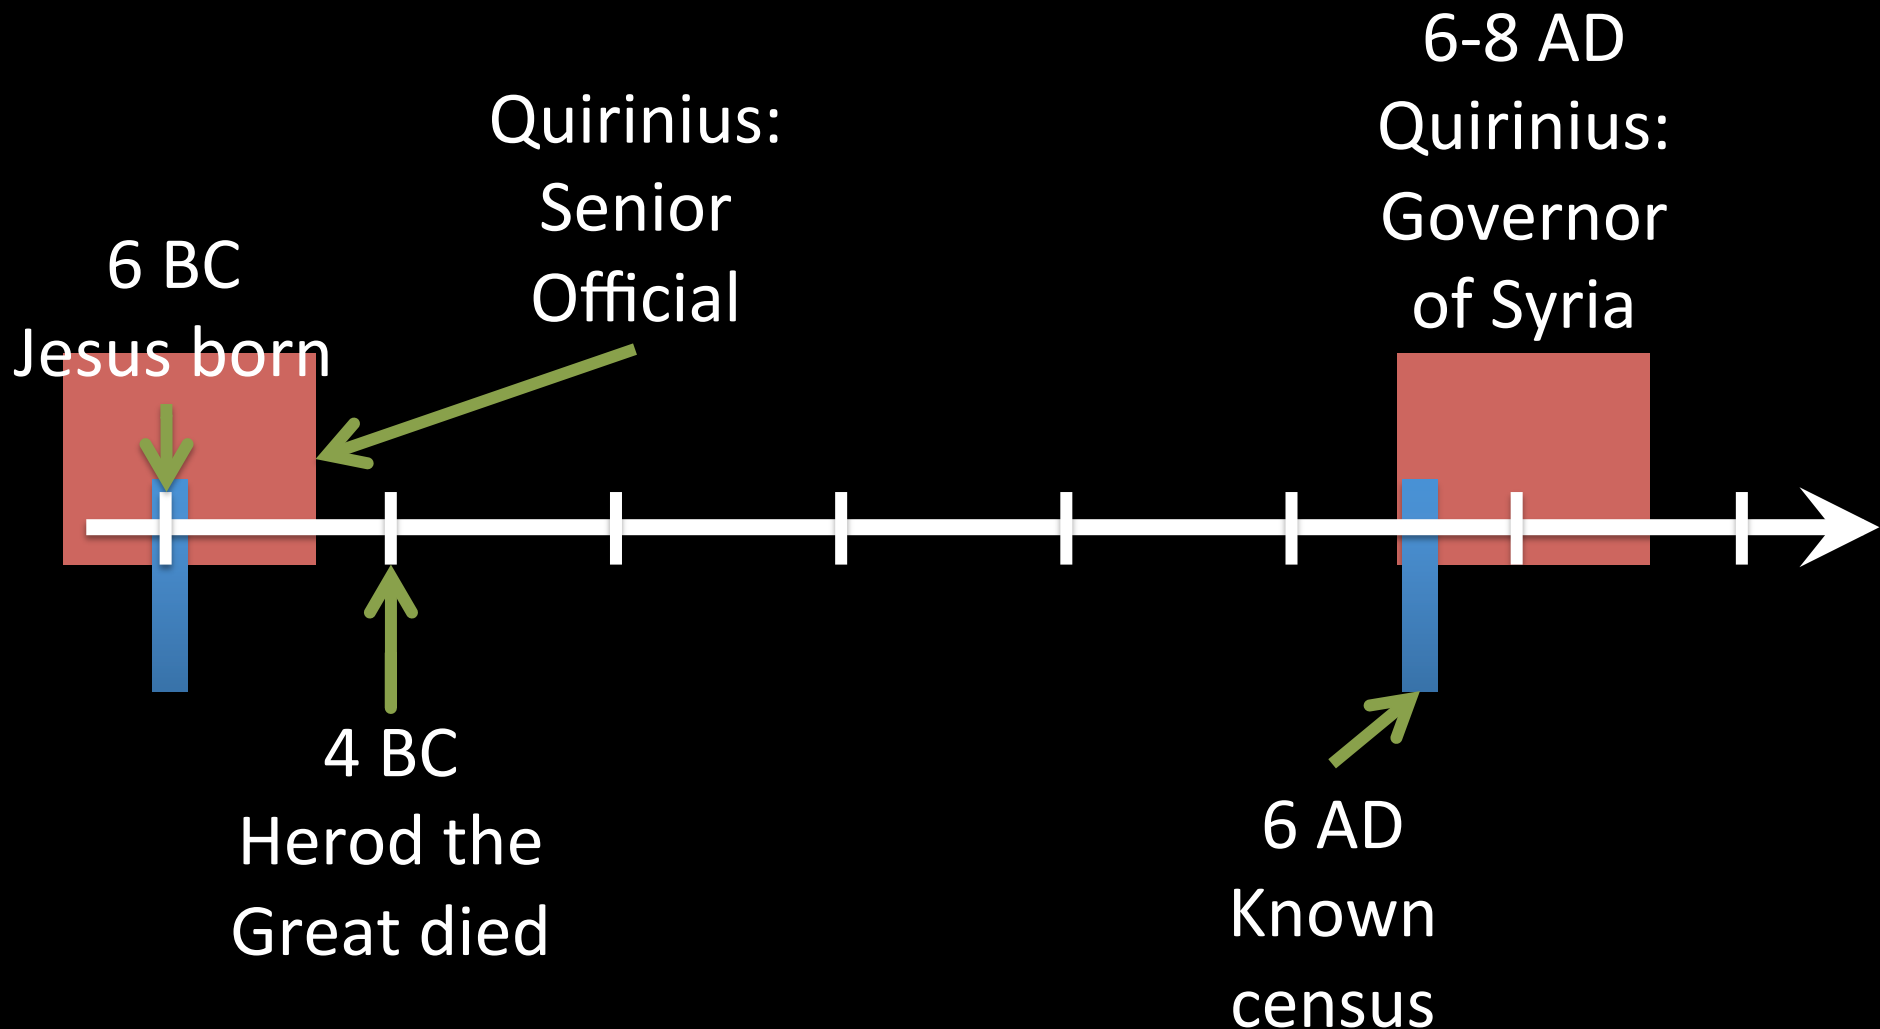 6 BC
Jesus born
Quirinius:
Senior
Official
6-8 AD
Quirinius:
Governor
of Syria
4 BC
Herod the
Great died
6 AD
Known
census